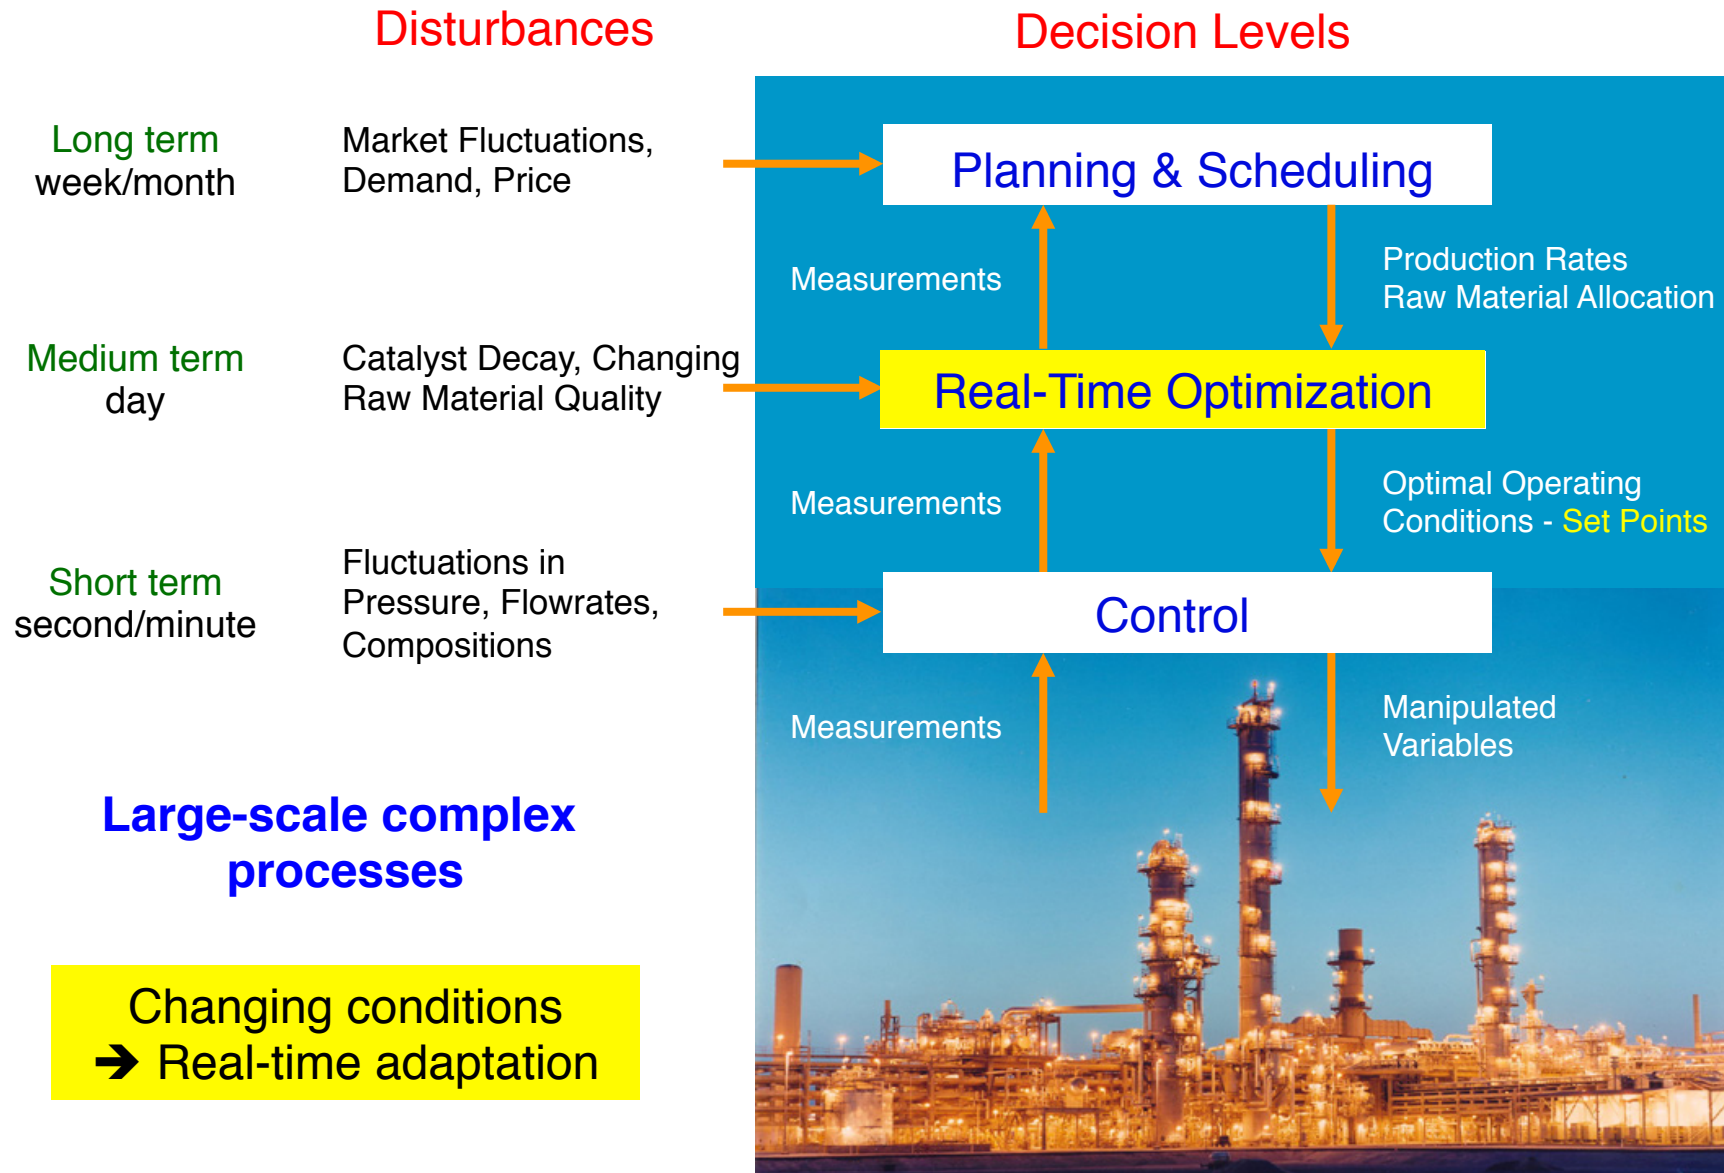 Disturbances
Decision Levels
Long term
week/month
Market Fluctuations,
Demand, Price
Planning & Scheduling
Measurements
Production Rates
Raw Material Allocation
Medium term
day
Catalyst Decay, Changing
Raw Material Quality
Real-Time Optimization
Measurements
Optimal Operating
Conditions - Set Points
Short term
second/minute
Fluctuations in
Pressure, Flowrates,
Compositions
Control
Measurements
Manipulated
Variables
Large-scale complex
processes
Changing conditions
➔ Real-time adaptation